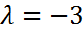 λ = −3